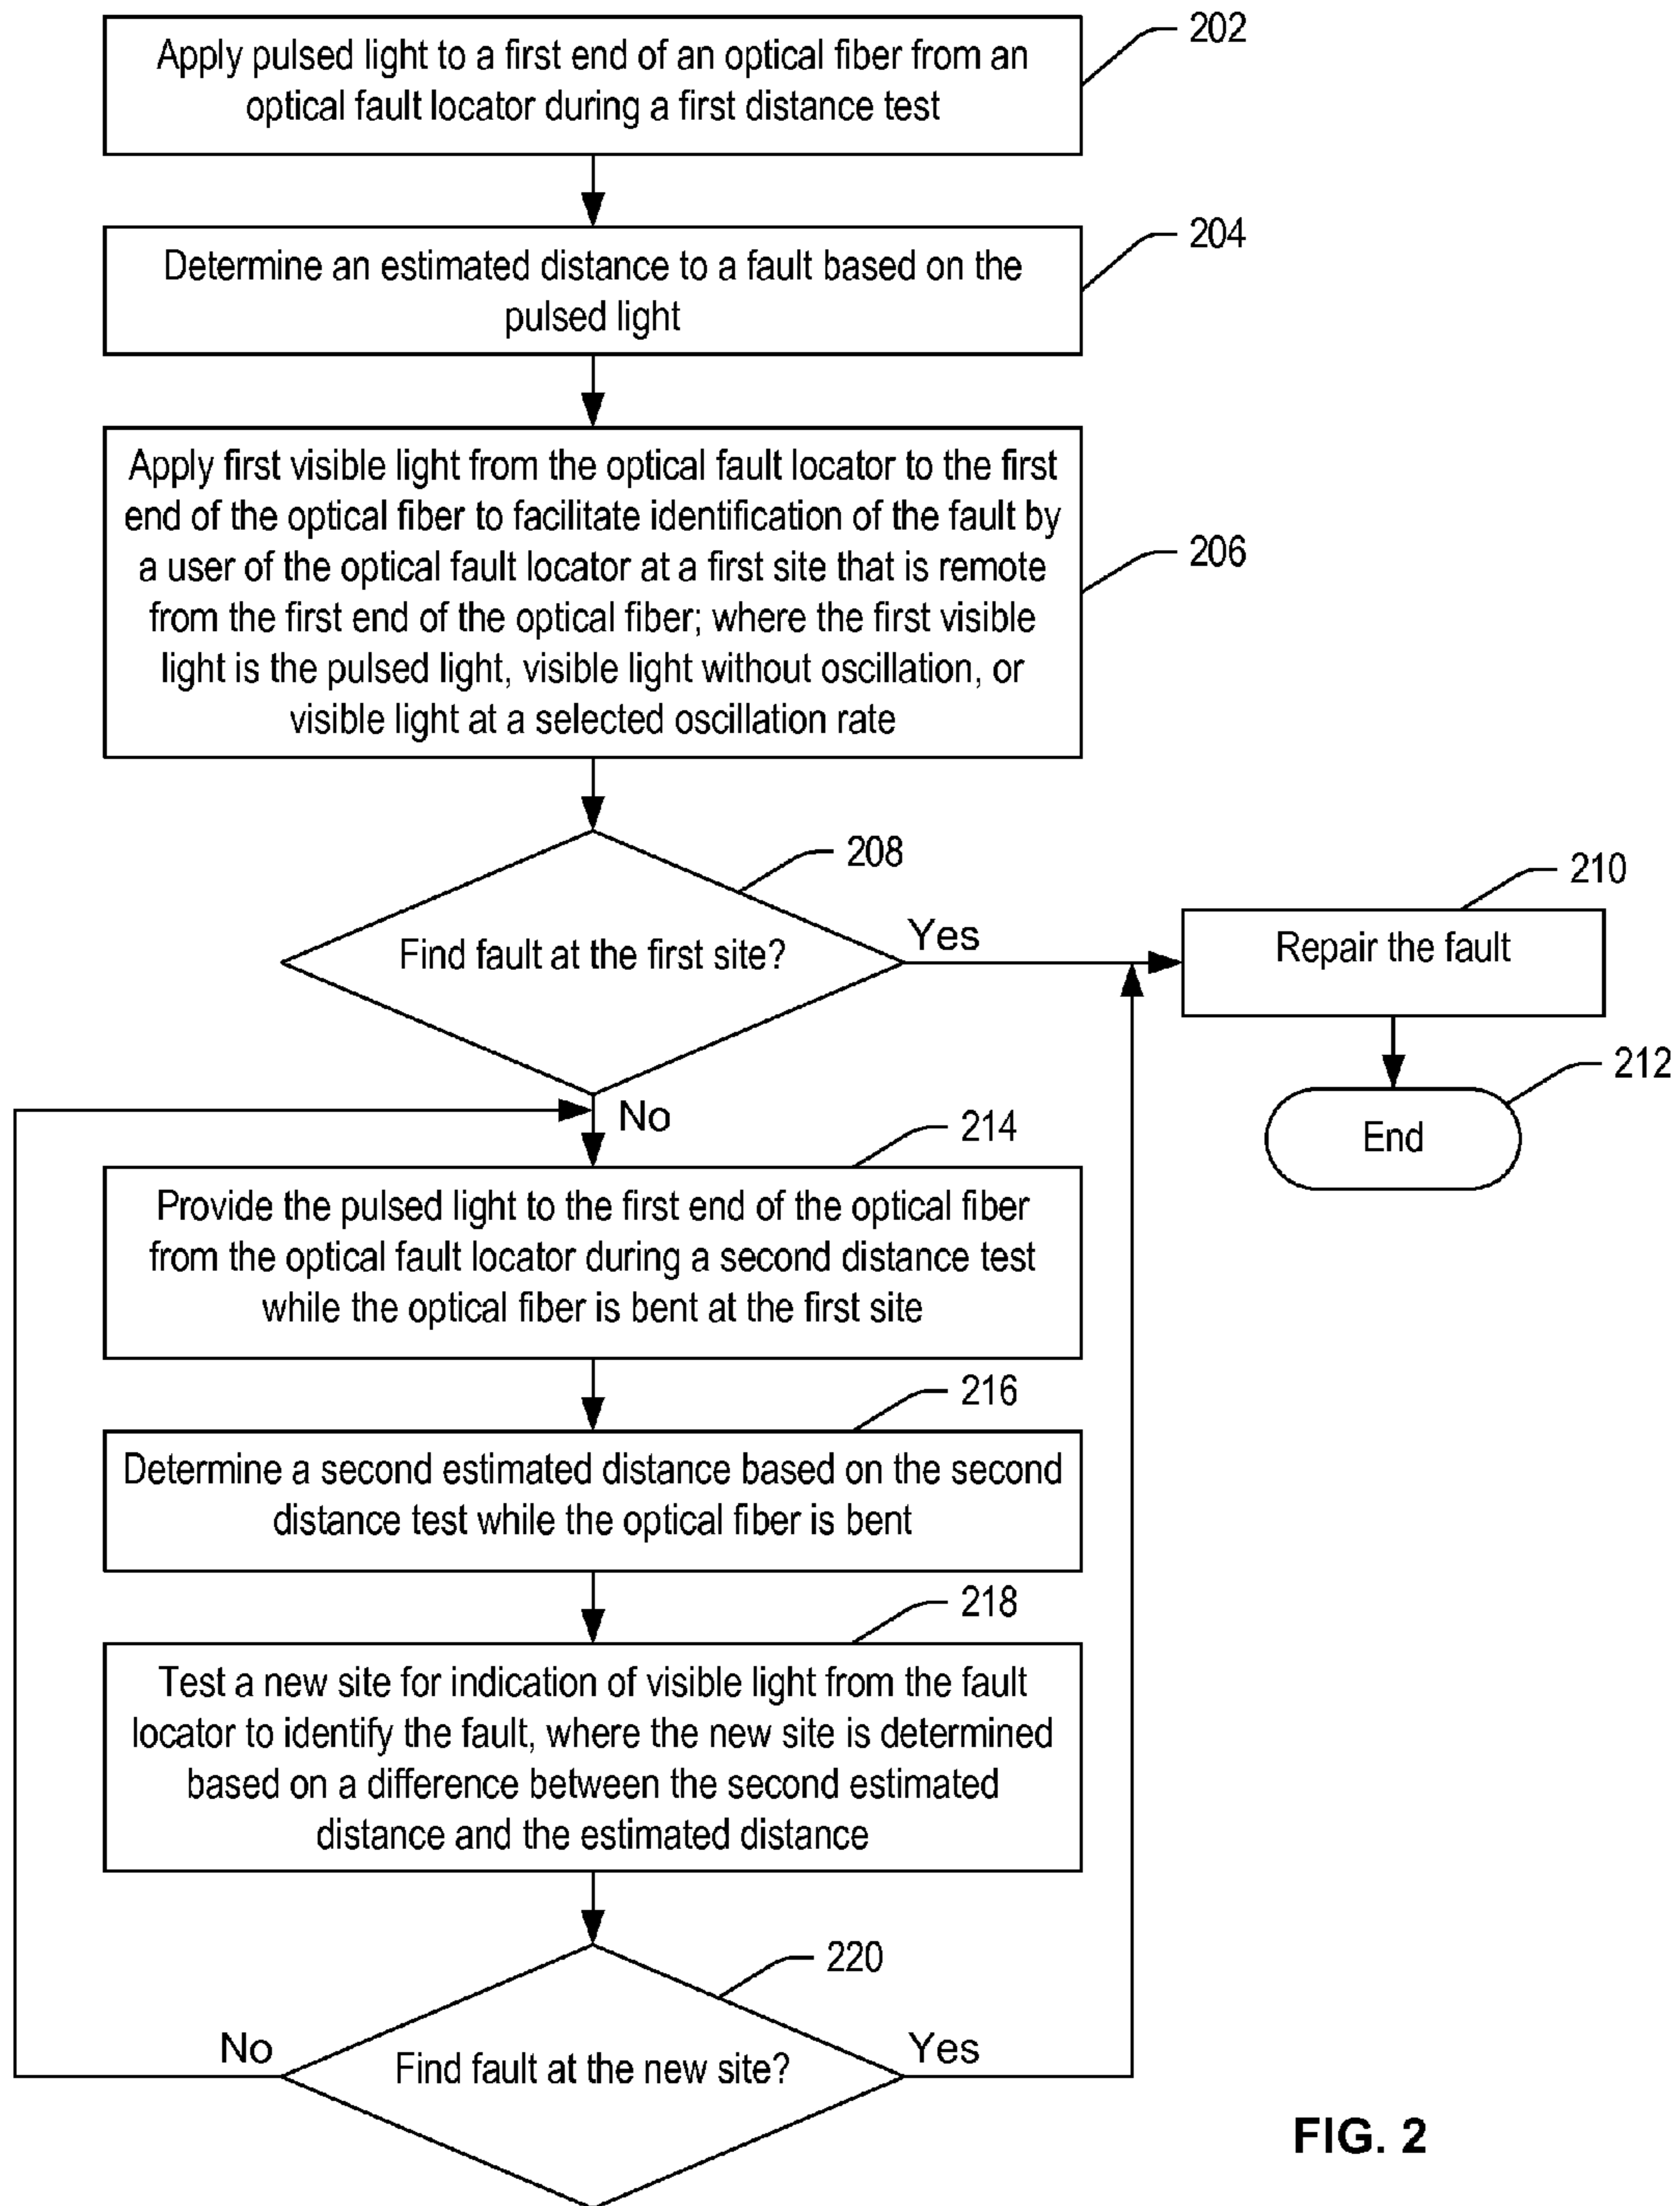 202
Apply pulsed light to a first end of an optical fiber from an
optical fault locator during a first distance test
204
Determine an estimated distance to a fault based on the
pulsed light
206
Apply first visible light from the optical fault locator to the first
end of the optical fiber to facilitate identification of the fault by
a user of the optical fault locator at a first site that is remote
from the first end of the optical fiber; where the first visible
light is the pulsed light, visible light without oscillation, or
visible light at a selected oscillation rate
208
Find fault at the first site?
Yes
210
Repair the fault
212
End
No
214
Provide the pulsed light to the first end of the optical fiber
from the optical fault locator during a second distance test
while the optical fiber is bent at the first site
216
Determine a second estimated distance based on the second
distance test while the optical fiber is bent
218
Test a new site for indication of visible light from the fault
locator to identify the fault, where the new site is determined
based on a difference between the second estimated
distance and the estimated distance
220
Find fault at the new site?
No
Yes
FIG. 2